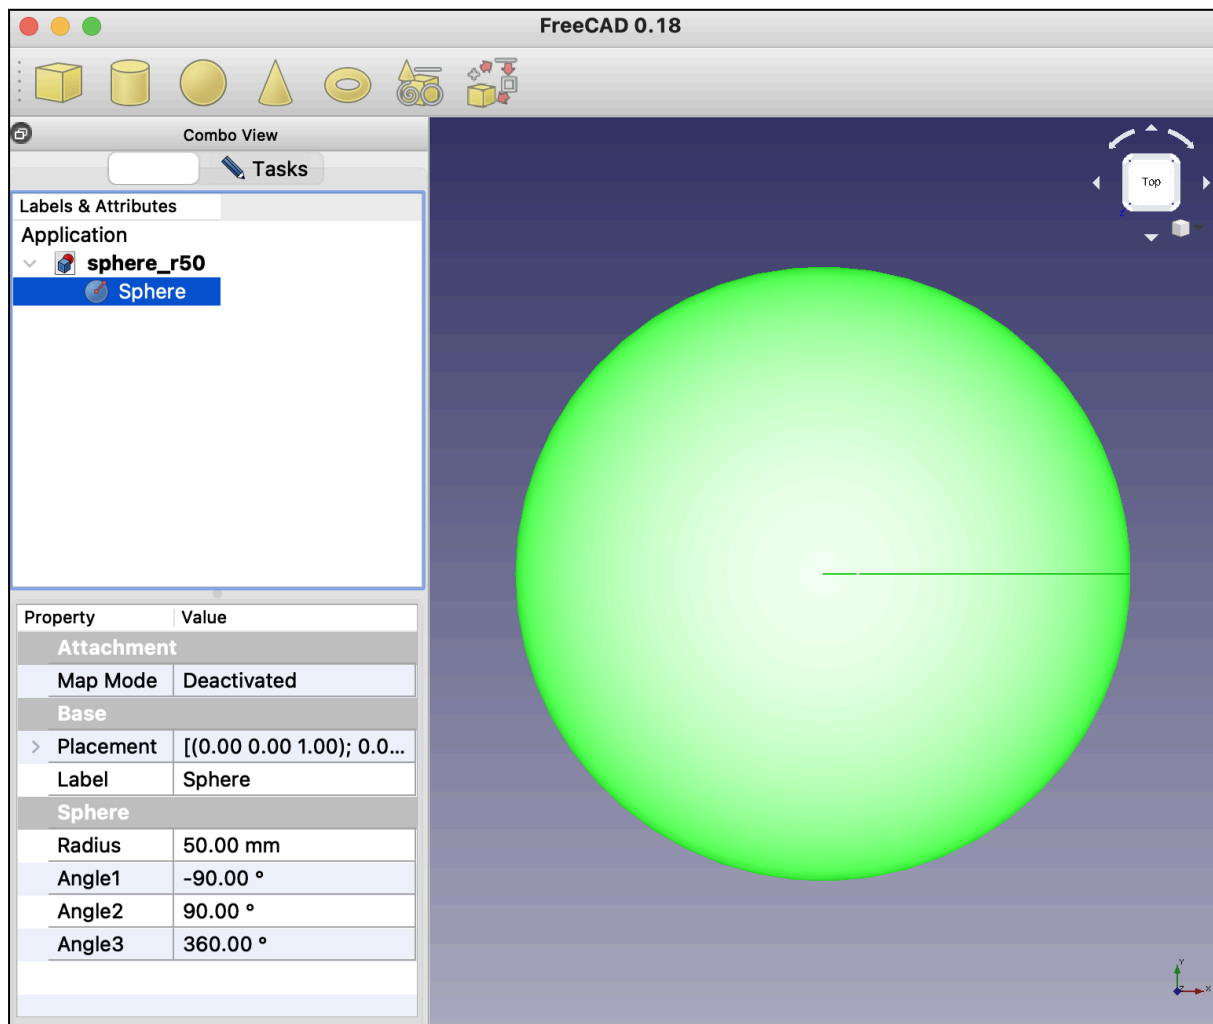 FreeCAD 0.18
Combo View
Tasks
Labels & Attributes
Application
sphere_r50
Sphere
Property Value
Attachment
Map Mode Deactivated
Base
Placement [(0.00 0.00 1.00); 0.0...
Label Sphere
Sphere
Radius 50.00 mm
Angle1 -90.00 °
Angle2 90.00 °
Angle3 360.00 °
Top
Z
Y
Z X